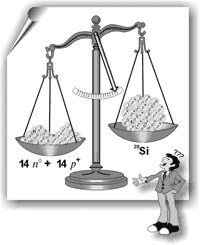 ???
²⁸Si
14 n⁰ + 14 p⁺